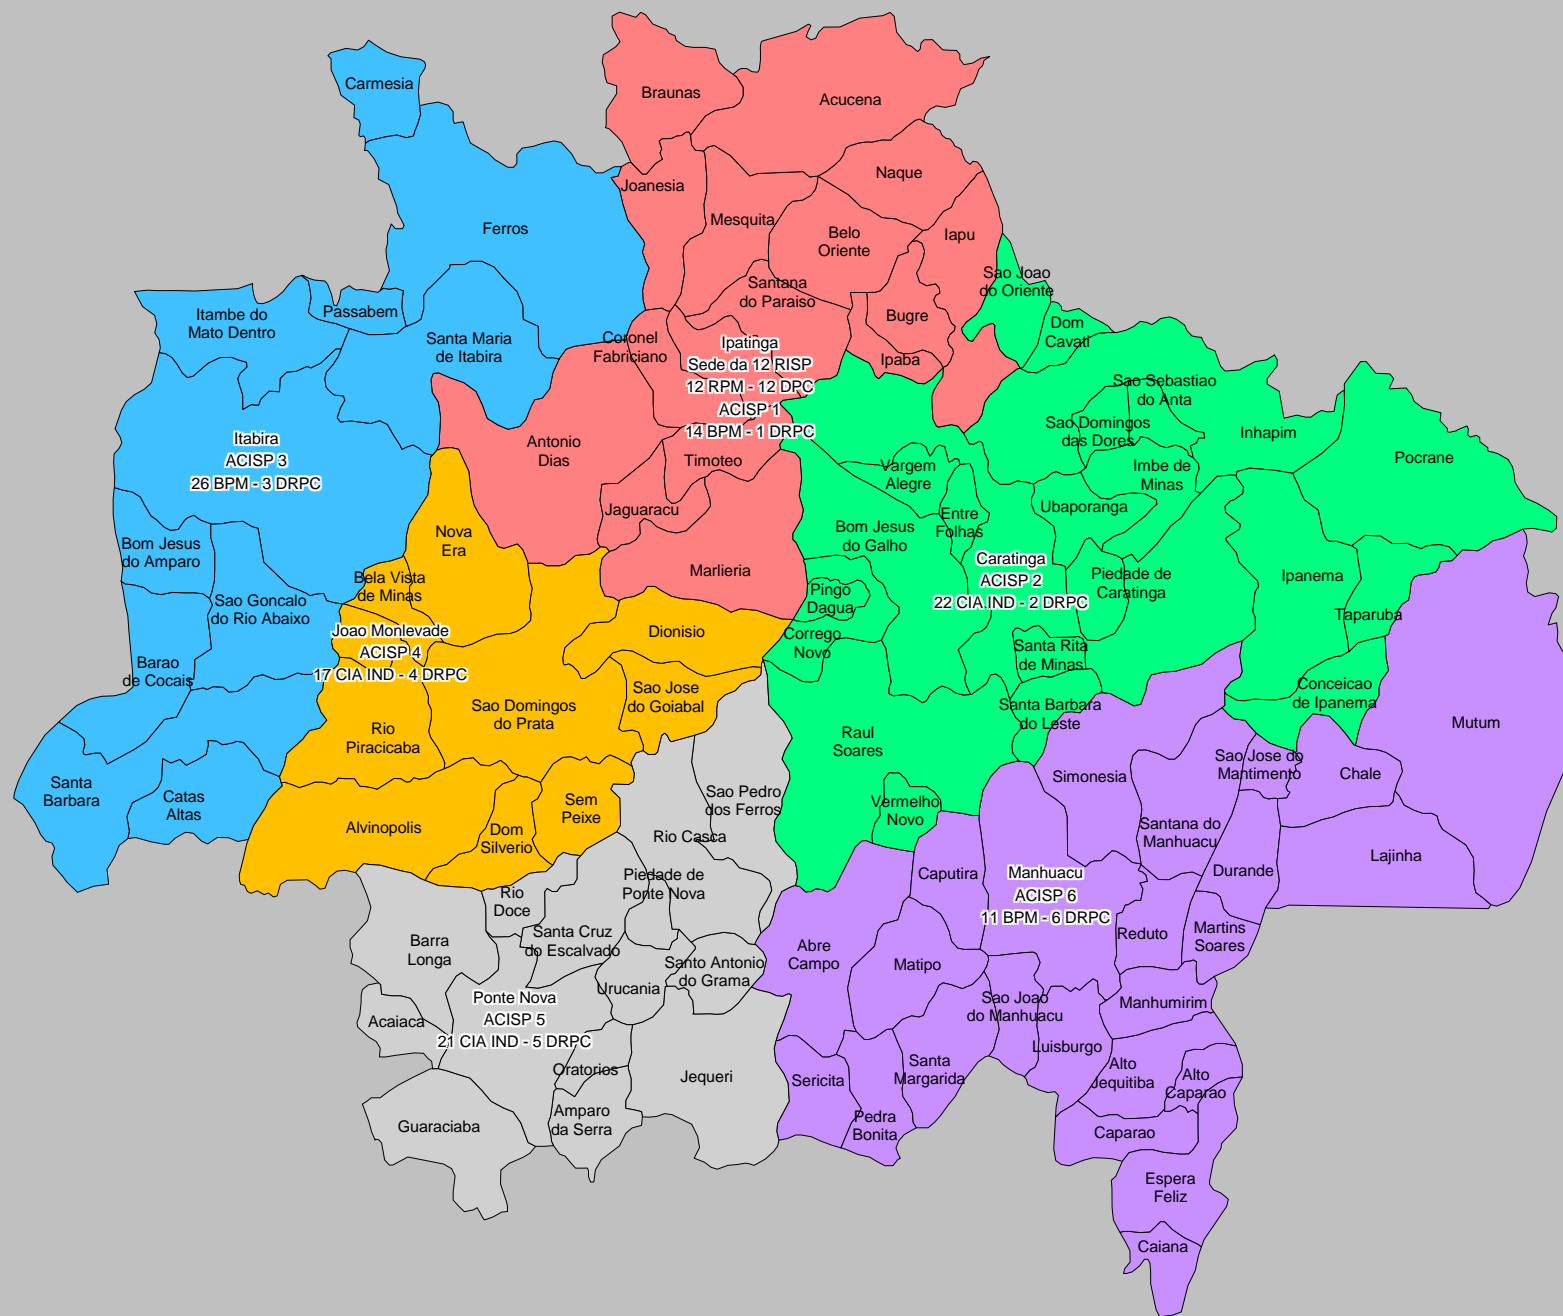 Carmesia
Braunas
Acucena
Naque
Joanesia
Mesquita
Ferros
Belo
Oriente
Iapu
Sao Joao
do Oriente
Santana
do Paraiso
Itambe do
Mato Dentro
Passabem
Bugre
Dom
Cavati
Santa Maria
de Itabira
Coronel
Fabriciano
Ipatinga
Sede da 12 RISP
12 RPM - 12 DPC
ACISP 1
14 BPM - 1 DRPC
Ipaba
Sao Sebastiao
do Anta
Itabira
ACISP 3
26 BPM - 3 DRPC
Antonio
Dias
Sao Domingos
das Dores
Inhapim
Pocrane
Timoteo
Vargem
Alegre
Imbe de
Minas
Jaguaracu
Ubaporanga
Entre
Folhas
Nova
Era
Bom Jesus
do Galho
Bom Jesus
do Amparo
Caratinga
ACISP 2
22 CIA IND - 2 DRPC
Marlieria
Piedade de
Caratinga
Ipanema
Bela Vista
de Minas
Pingo
Dagua
Sao Goncalo
do Rio Abaixo
Taparuba
Joao Monlevade
ACISP 4
17 CIA IND - 4 DRPC
Dionisio
Corrego
Novo
Santa Rita
de Minas
Barao
de Cocais
Sao Jose
do Goiabal
Conceicao
de Ipanema
Sao Domingos
do Prata
Santa Barbara
do Leste
Mutum
Rio
Piracicaba
Raul
Soares
Sao Jose do
Mantimento
Simonesia
Chale
Santa
Barbara
Catas
Altas
Sao Pedro
dos Ferros
Sem
Peixe
Vermelho
Novo
Alvinopolis
Dom
Silverio
Rio Casca
Santana do
Manhuacu
Lajinha
Piedade de
Ponte Nova
Caputira
Manhuacu
ACISP 6
11 BPM - 6 DRPC
Durande
Rio
Doce
Santa Cruz
do Escalvado
Reduto
Martins
Soares
Barra
Longa
Abre
Campo
Matipo
Santo Antonio
do Grama
Urucania
Ponte Nova
ACISP 5
21 CIA IND - 5 DRPC
Sao Joao
do Manhuacu
Manhumirim
Acaiaca
Luisburgo
Oratorios
Jequeri
Sericita
Santa
Margarida
Alto
Jequitiba
Alto
Caparao
Guaraciaba
Amparo
da Serra
Pedra
Bonita
Caparao
Espera
Feliz
Caiana